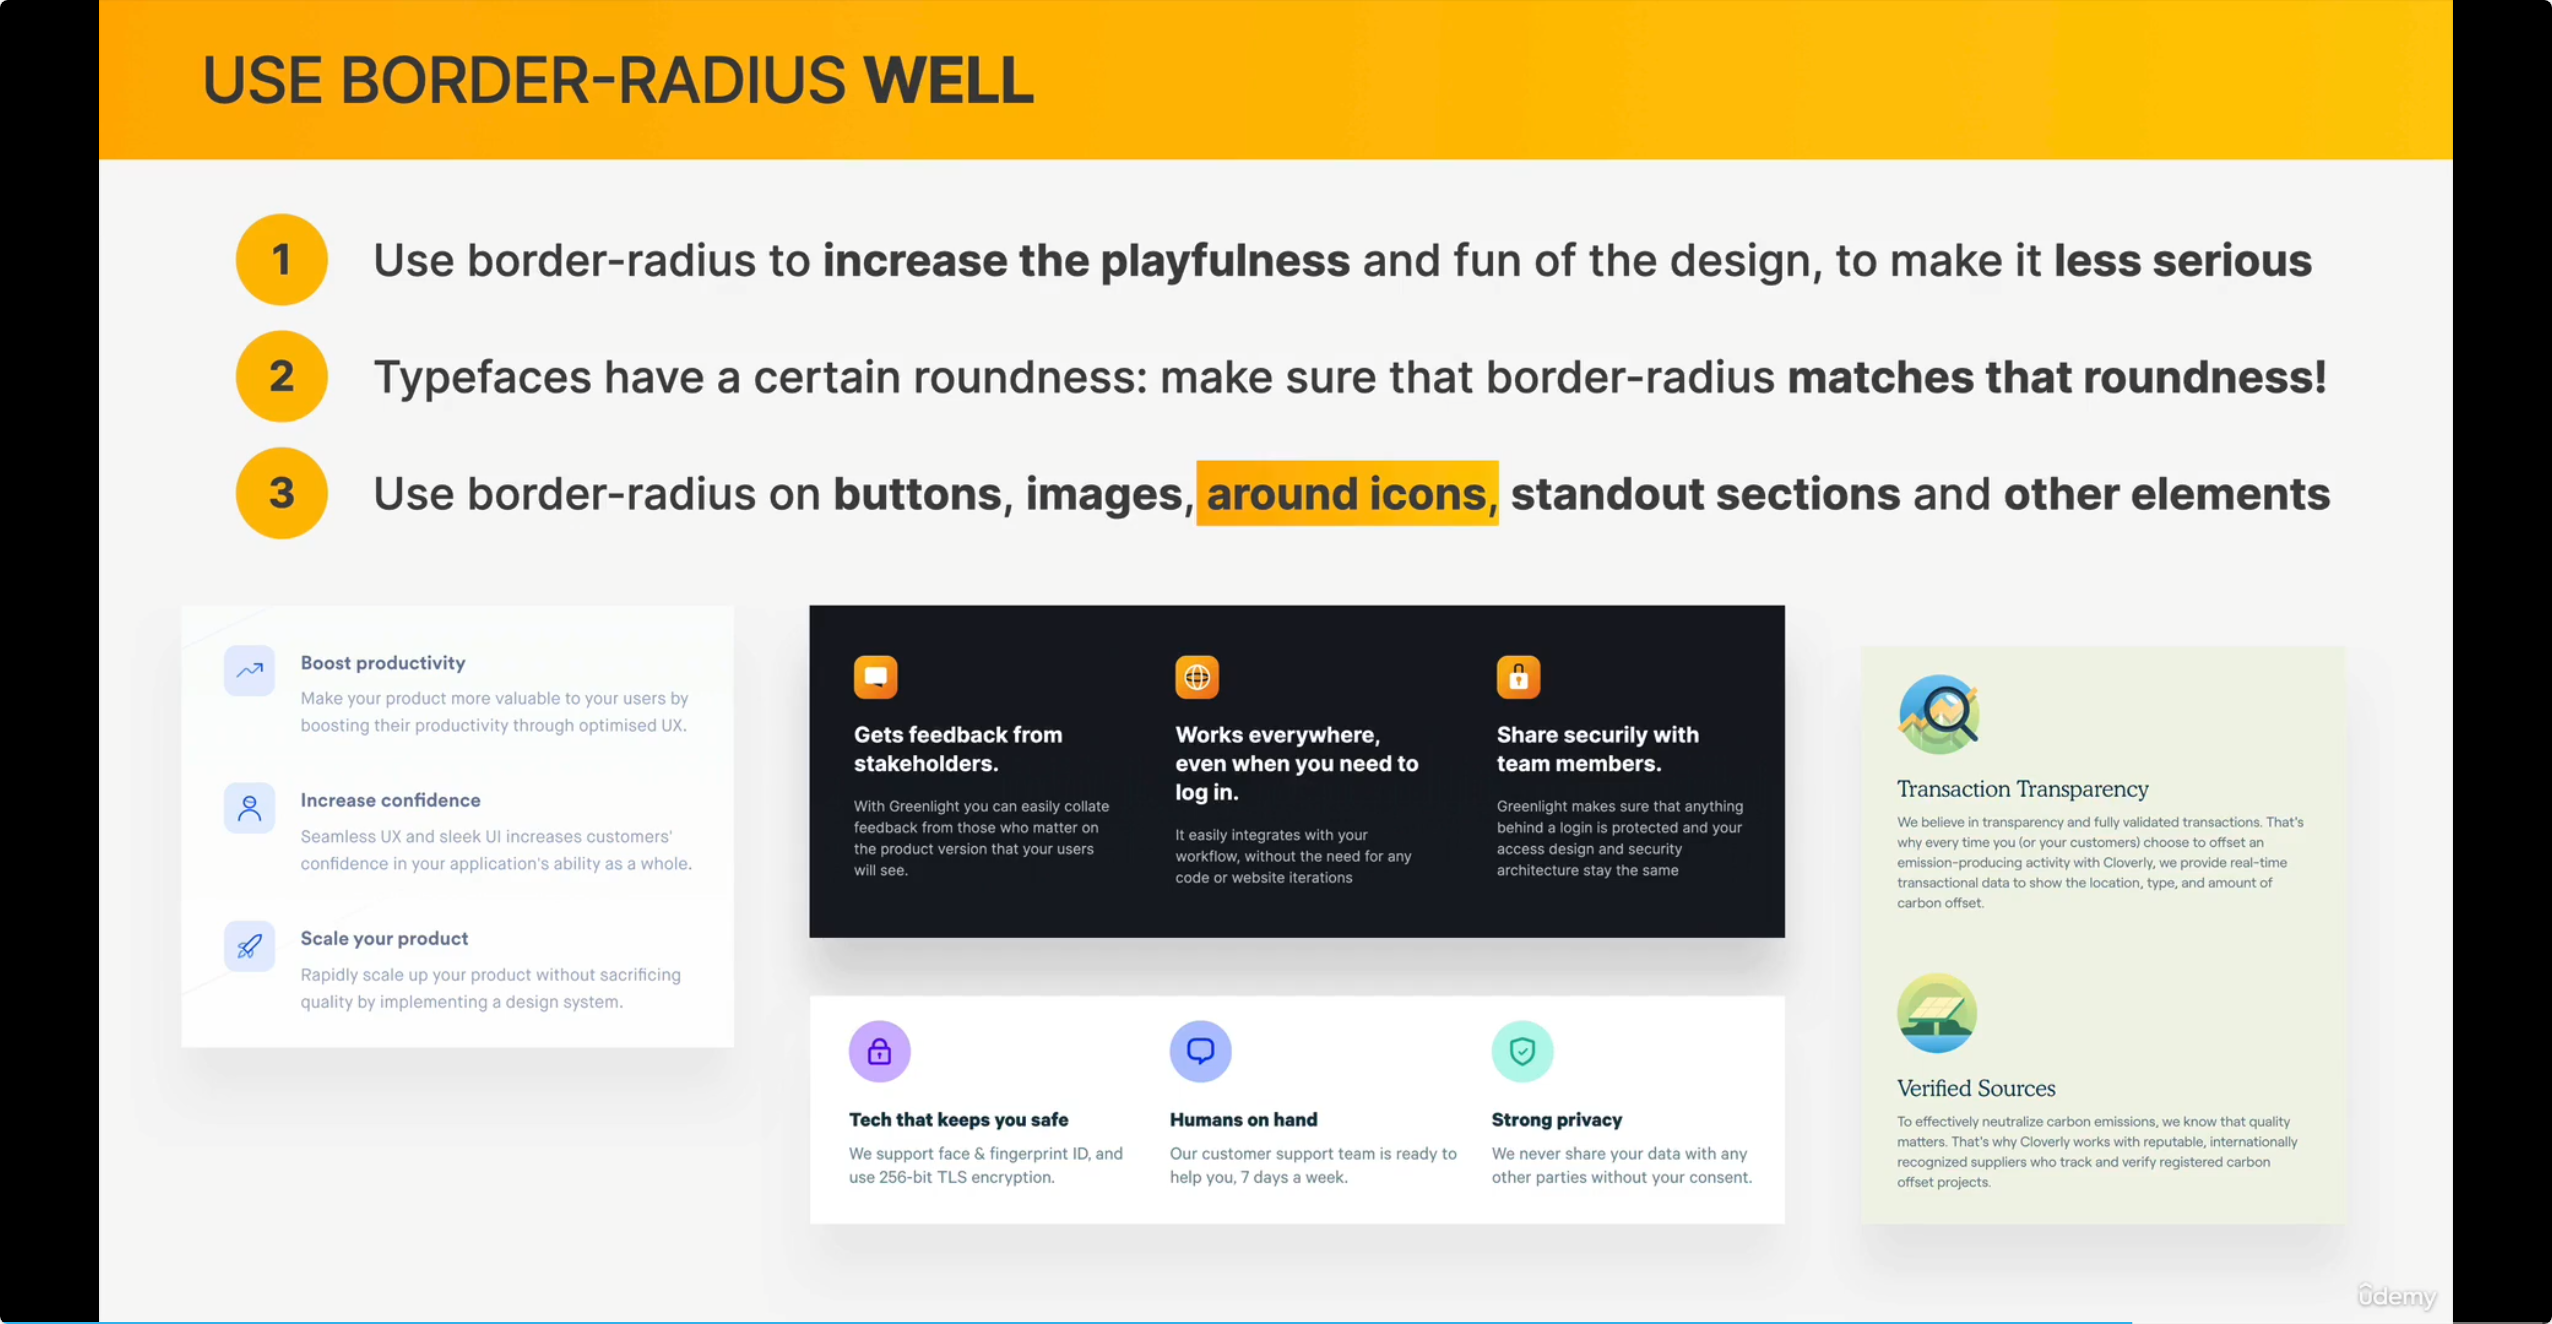 USE BORDER-RADIUS WELL
1
Use border-radius to increase the playfulness and fun of the design, to make it less serious
2
Typefaces have a certain roundness: make sure that border-radius matches that roundness!
3
Use border-radius on buttons, images, around icons, standout sections and other elements
Boost productivity
Make your product more valuable to your users by
boosting their productivity through optimised UX.
Increase confidence
Seamless UX and sleek UI increases customers'
confidence in your application's ability as a whole.
Scale your product
Rapidly scale up your product without sacrificing
quality by implementing a design system.
Gets feedback from
stakeholders.
With Greenlight you can easily collate
feedback from those who matter on
the product version that your users
will see.
Works everywhere,
even when you need to
log in.
It easily integrates with your
workflow, without the need for any
code or website iterations
Share securily with
team members.
Greenlight makes sure that anything
behind a login is protected and your
access design and security
architecture stay the same
Tech that keeps you safe
We support face & fingerprint ID, and
use 256-bit TLS encryption.
Humans on hand
Our customer support team is ready to
help you, 7 days a week.
Strong privacy
We never share your data with any
other parties without your consent.
Transaction Transparency
We believe in transparency and fully validated transactions. That's
why every time you (or your customers) choose to offset an
emission-producing activity with Cloverly, we provide real-time
transactional data to show the location, type, and amount of
carbon offset.
Verified Sources
To effectively neutralize carbon emissions, we know that quality
matters. That's why Cloverly works with reputable, internationally
recognized suppliers who track and verify registered carbon
offset projects.
ûdemy